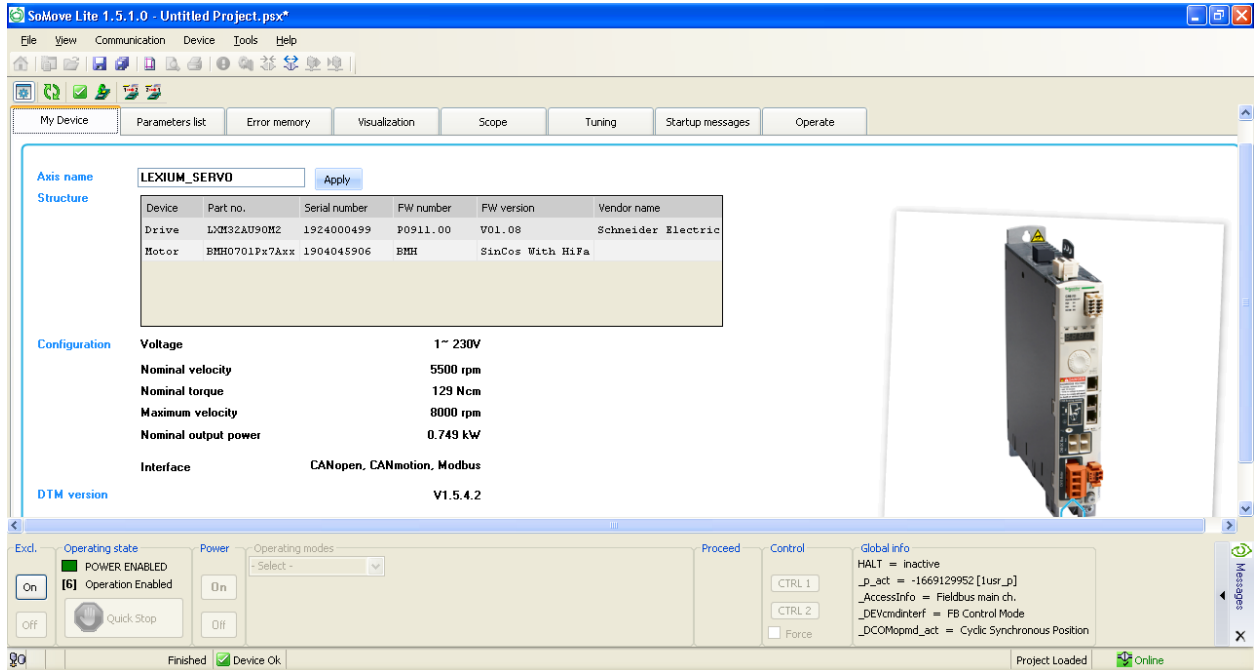 SoMove Lite 1.5.1.0 - Untitled Project.psx*
File View Communication Device Tools Help
My Device Parameters list Error memory Visualization Scope Tuning Startup messages Operate
Axis name LEXIUM_SERVO Apply
Structure
Device Part no. Serial number FW number FW version Vendor name
Drive LXM32AU90M2 1924000499 P0911.00 V01.08 Schneider Electric
Motor BMH0701Px7Axx 1904045906 BMH SinCos With HiFa
Configuration Voltage 1~ 230V
Nominal velocity 5500 rpm
Nominal torque 129 Ncm
Maximum velocity 8000 rpm
Nominal output power 0.749 kW
Interface CANopen, CANmotion, Modbus
DTM version V1.5.4.2
Excl. Operating state Power Operating modes Proceed Control Global info
POWER ENABLED - Select - HALT = inactive
On [6] Operation Enabled On CTRL 1 _p_act = -1669129952 [1usr_p]
_AccessInfo = Fieldbus main ch.
Off Quick Stop Off CTRL 2 _DEVcmdinterf = FB Control Mode
Force _DCOMopmd_act = Cyclic Synchronous Position
Messages
Finished Device Ok Project Loaded Online